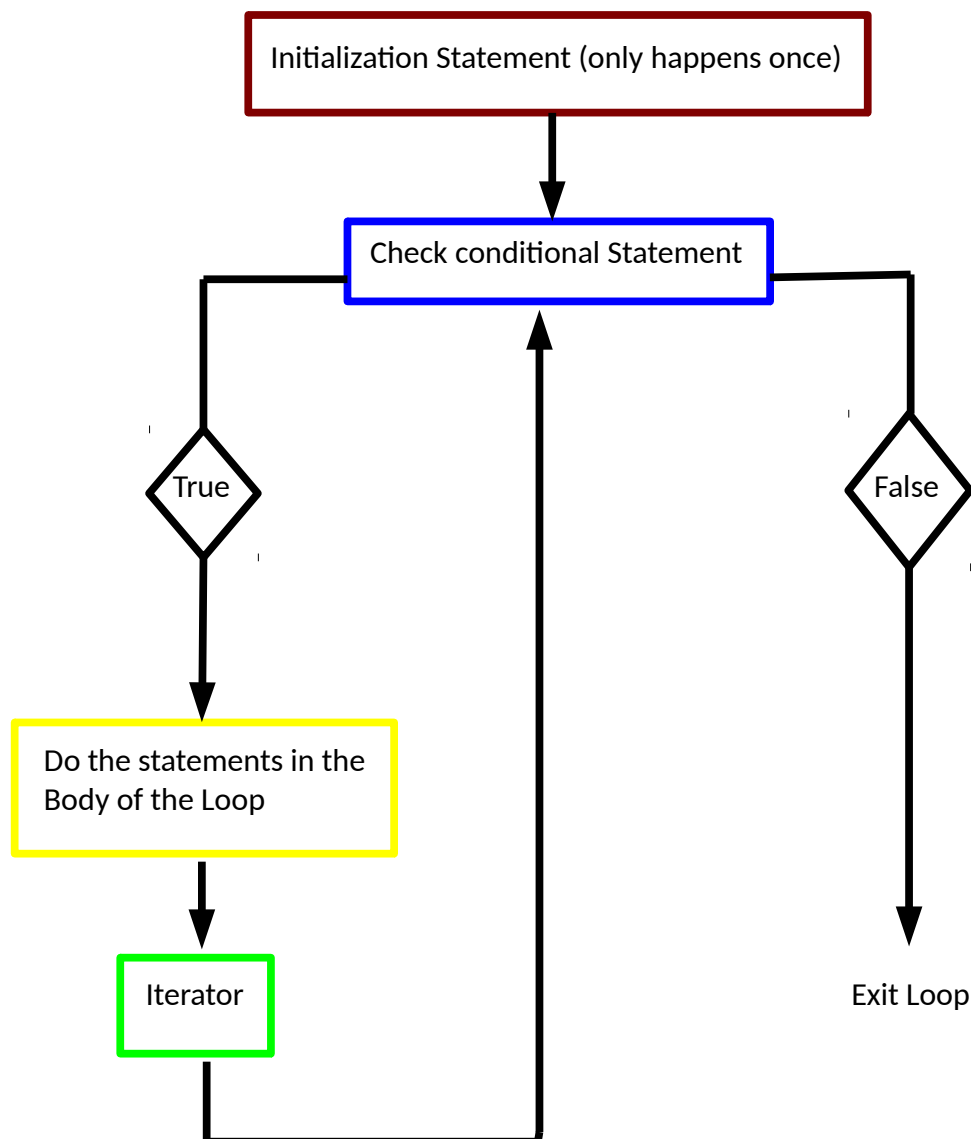 Initialization Statement (only happens once)
Check conditional Statement
True
False
Do the statements in the
Body of the Loop
Iterator
Exit Loop